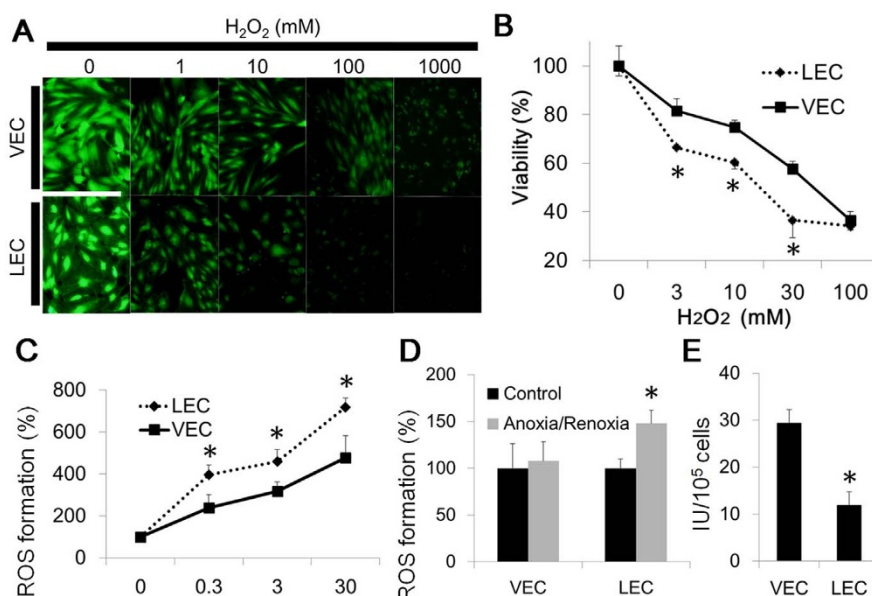 A
H₂O₂ (mM)
0 1 10 100 1000
VEC
LEC
B
Viability (%)
100
80
60
40
20
LEC
VEC
*
*
*
0 3 10 30 100
H2O2 (mM)
C
ROS formation (%)
800
600
400
200
0
LEC
VEC
*
*
*
0 0.3 3 30
D
ROS formation (%)
200
150
100
50
0
Control
Anoxia/Renoxia
*
VEC LEC
E
IU/10⁵ cells
40
30
20
10
0
*
VEC LEC